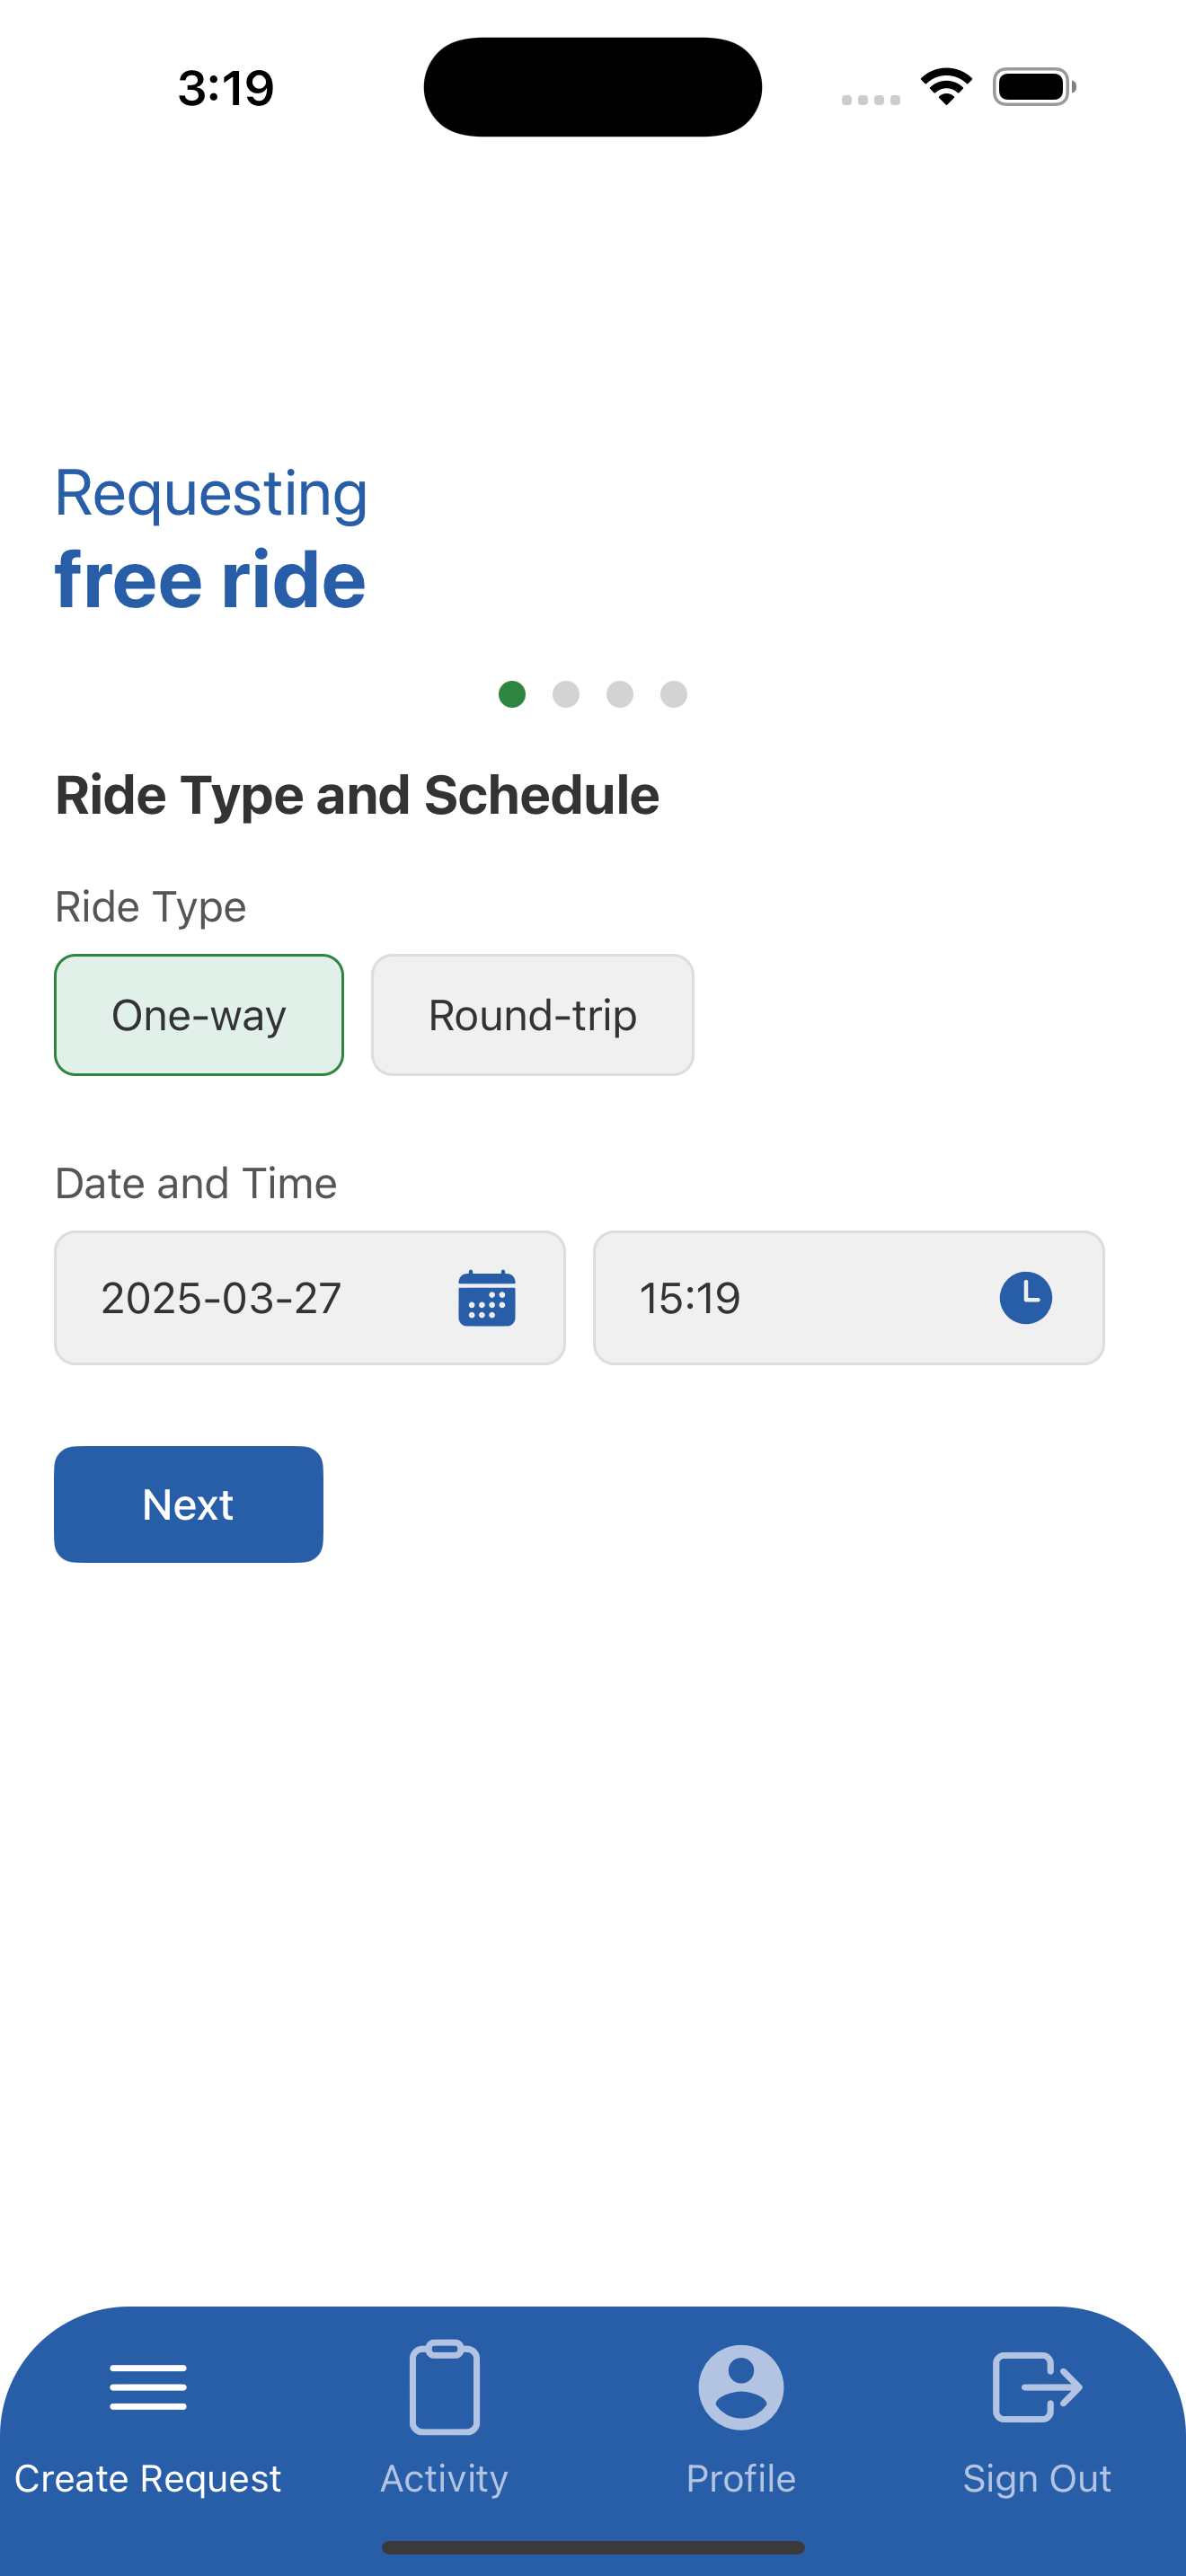 3:19
Requesting
free ride
Ride Type and Schedule
Ride Type
One-way Round-trip
Date and Time
2025-03-27 15:19
Next
Create Request Activity Profile Sign Out